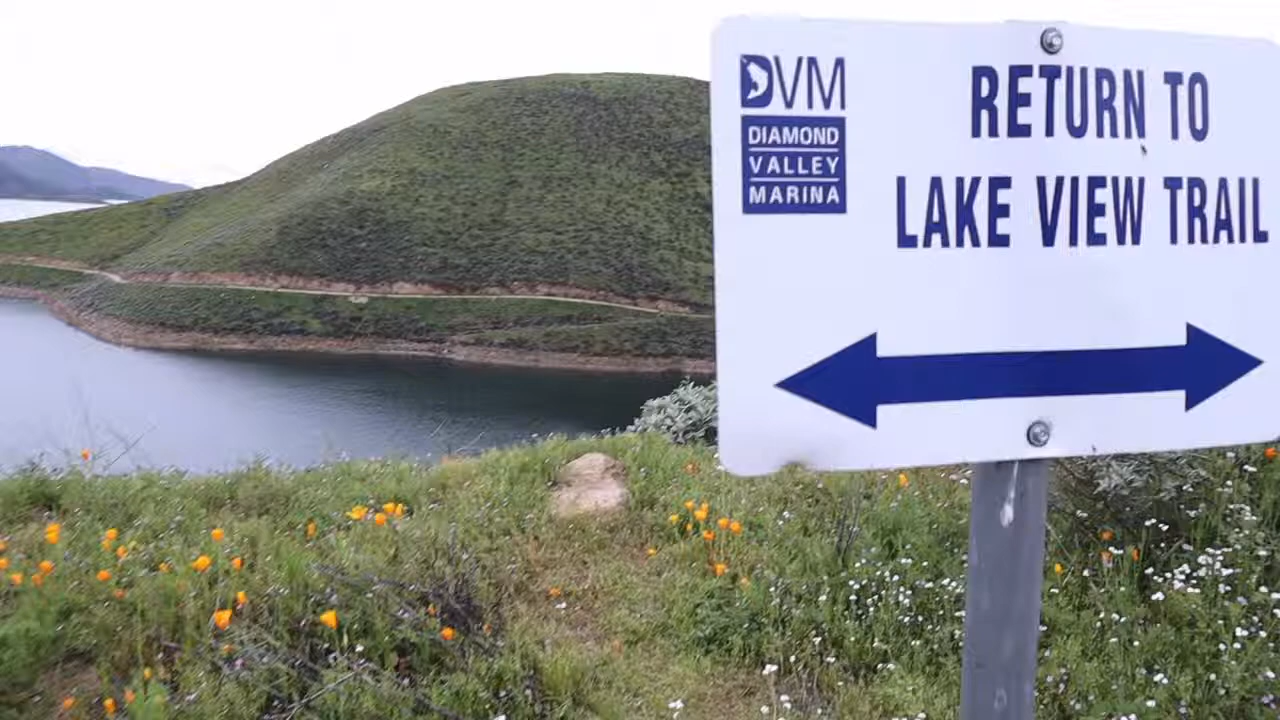 DVM
DIAMOND
VALLEY
MARINA
RETURN TO
LAKE VIEW TRAIL